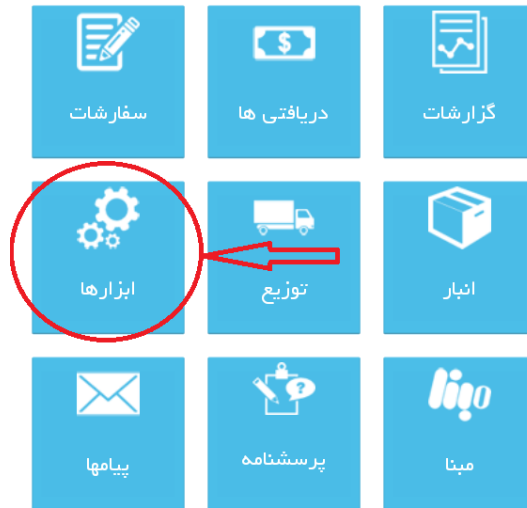 گزارشات
دریافتی ها
سفارشات
انبار
توزیع
ابزارها
مبنا
پرسشنامه
پیامها